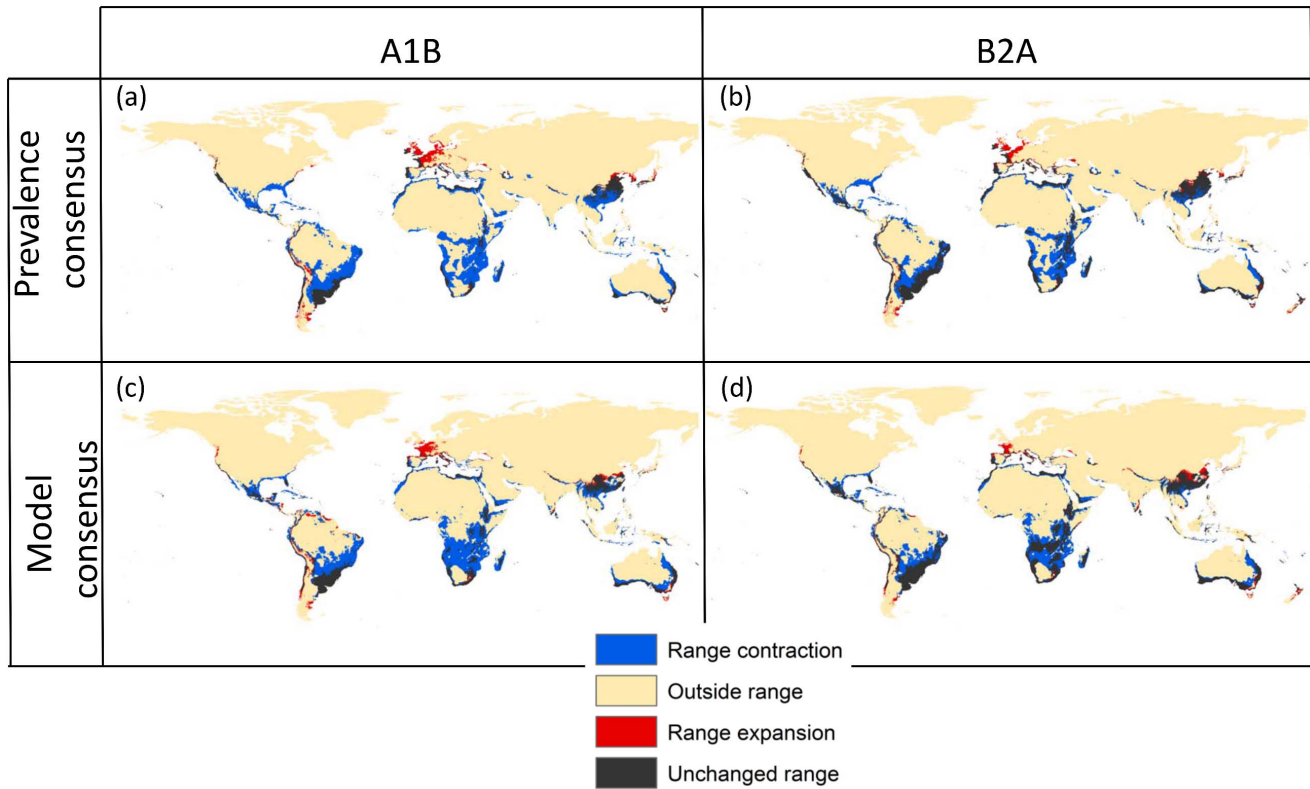 A1B
B2A
Prevalence
consensus
(a)
(b)
Model
consensus
(c)
(d)
Range contraction
Outside range
Range expansion
Unchanged range